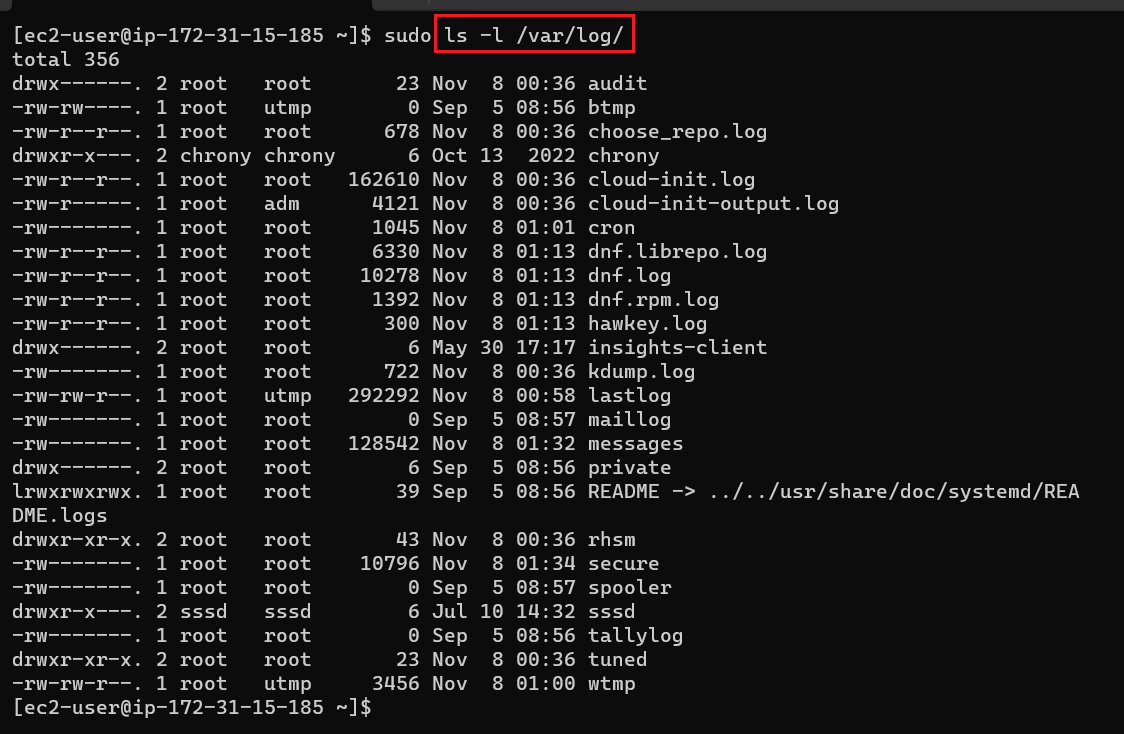 [ec2-user@ip-172-31-15-185 ~]$ sudo ls -l /var/log/
total 356
drwx------. 2 root   root       23 Nov  8 00:36 audit
-rw-rw----. 1 root   utmp        0 Sep  5 08:56 btmp
-rw-r--r--. 1 root   root      678 Nov  8 00:36 choose_repo.log
drwxr-x---. 2 chrony chrony      6 Oct 13  2022 chrony
-rw-r--r--. 1 root   root   162610 Nov  8 00:36 cloud-init.log
-rw-r-----. 1 root   adm      4121 Nov  8 00:36 cloud-init-output.log
-rw-------. 1 root   root     1045 Nov  8 01:01 cron
-rw-r--r--. 1 root   root     6330 Nov  8 01:13 dnf.librepo.log
-rw-r--r--. 1 root   root    10278 Nov  8 01:13 dnf.log
-rw-r--r--. 1 root   root     1392 Nov  8 01:13 dnf.rpm.log
-rw-r--r--. 1 root   root      300 Nov  8 01:13 hawkey.log
drwx------. 2 root   root        6 May 30 17:17 insights-client
-rw-------. 1 root   root      722 Nov  8 00:36 kdump.log
-rw-rw-r--. 1 root   utmp   292292 Nov  8 00:58 lastlog
-rw-------. 1 root   root        0 Sep  5 08:57 maillog
-rw-------. 1 root   root   128542 Nov  8 01:32 messages
drwx------. 2 root   root        6 Sep  5 08:56 private
lrwxrwxrwx. 1 root   root       39 Sep  5 08:56 README -> ../../usr/share/doc/systemd/REA
DME.logs
drwxr-xr-x. 2 root   root       43 Nov  8 00:36 rhsm
-rw-------. 1 root   root    10796 Nov  8 01:34 secure
-rw-------. 1 root   root        0 Sep  5 08:57 spooler
drwxr-x---. 2 sssd   sssd        6 Jul 10 14:32 sssd
-rw-------. 1 root   root        0 Sep  5 08:56 tallylog
drwxr-xr-x. 2 root   root       23 Nov  8 00:36 tuned
-rw-rw-r--. 1 root   utmp     3456 Nov  8 01:00 wtmp
[ec2-user@ip-172-31-15-185 ~]$